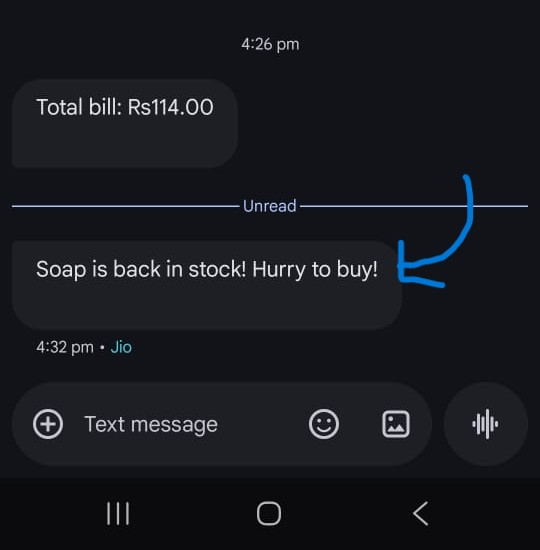 4:26 pm
Total bill: Rs114.00
Unread
Soap is back in stock! Hurry to buy!
4:32 pm • Jio
Text message